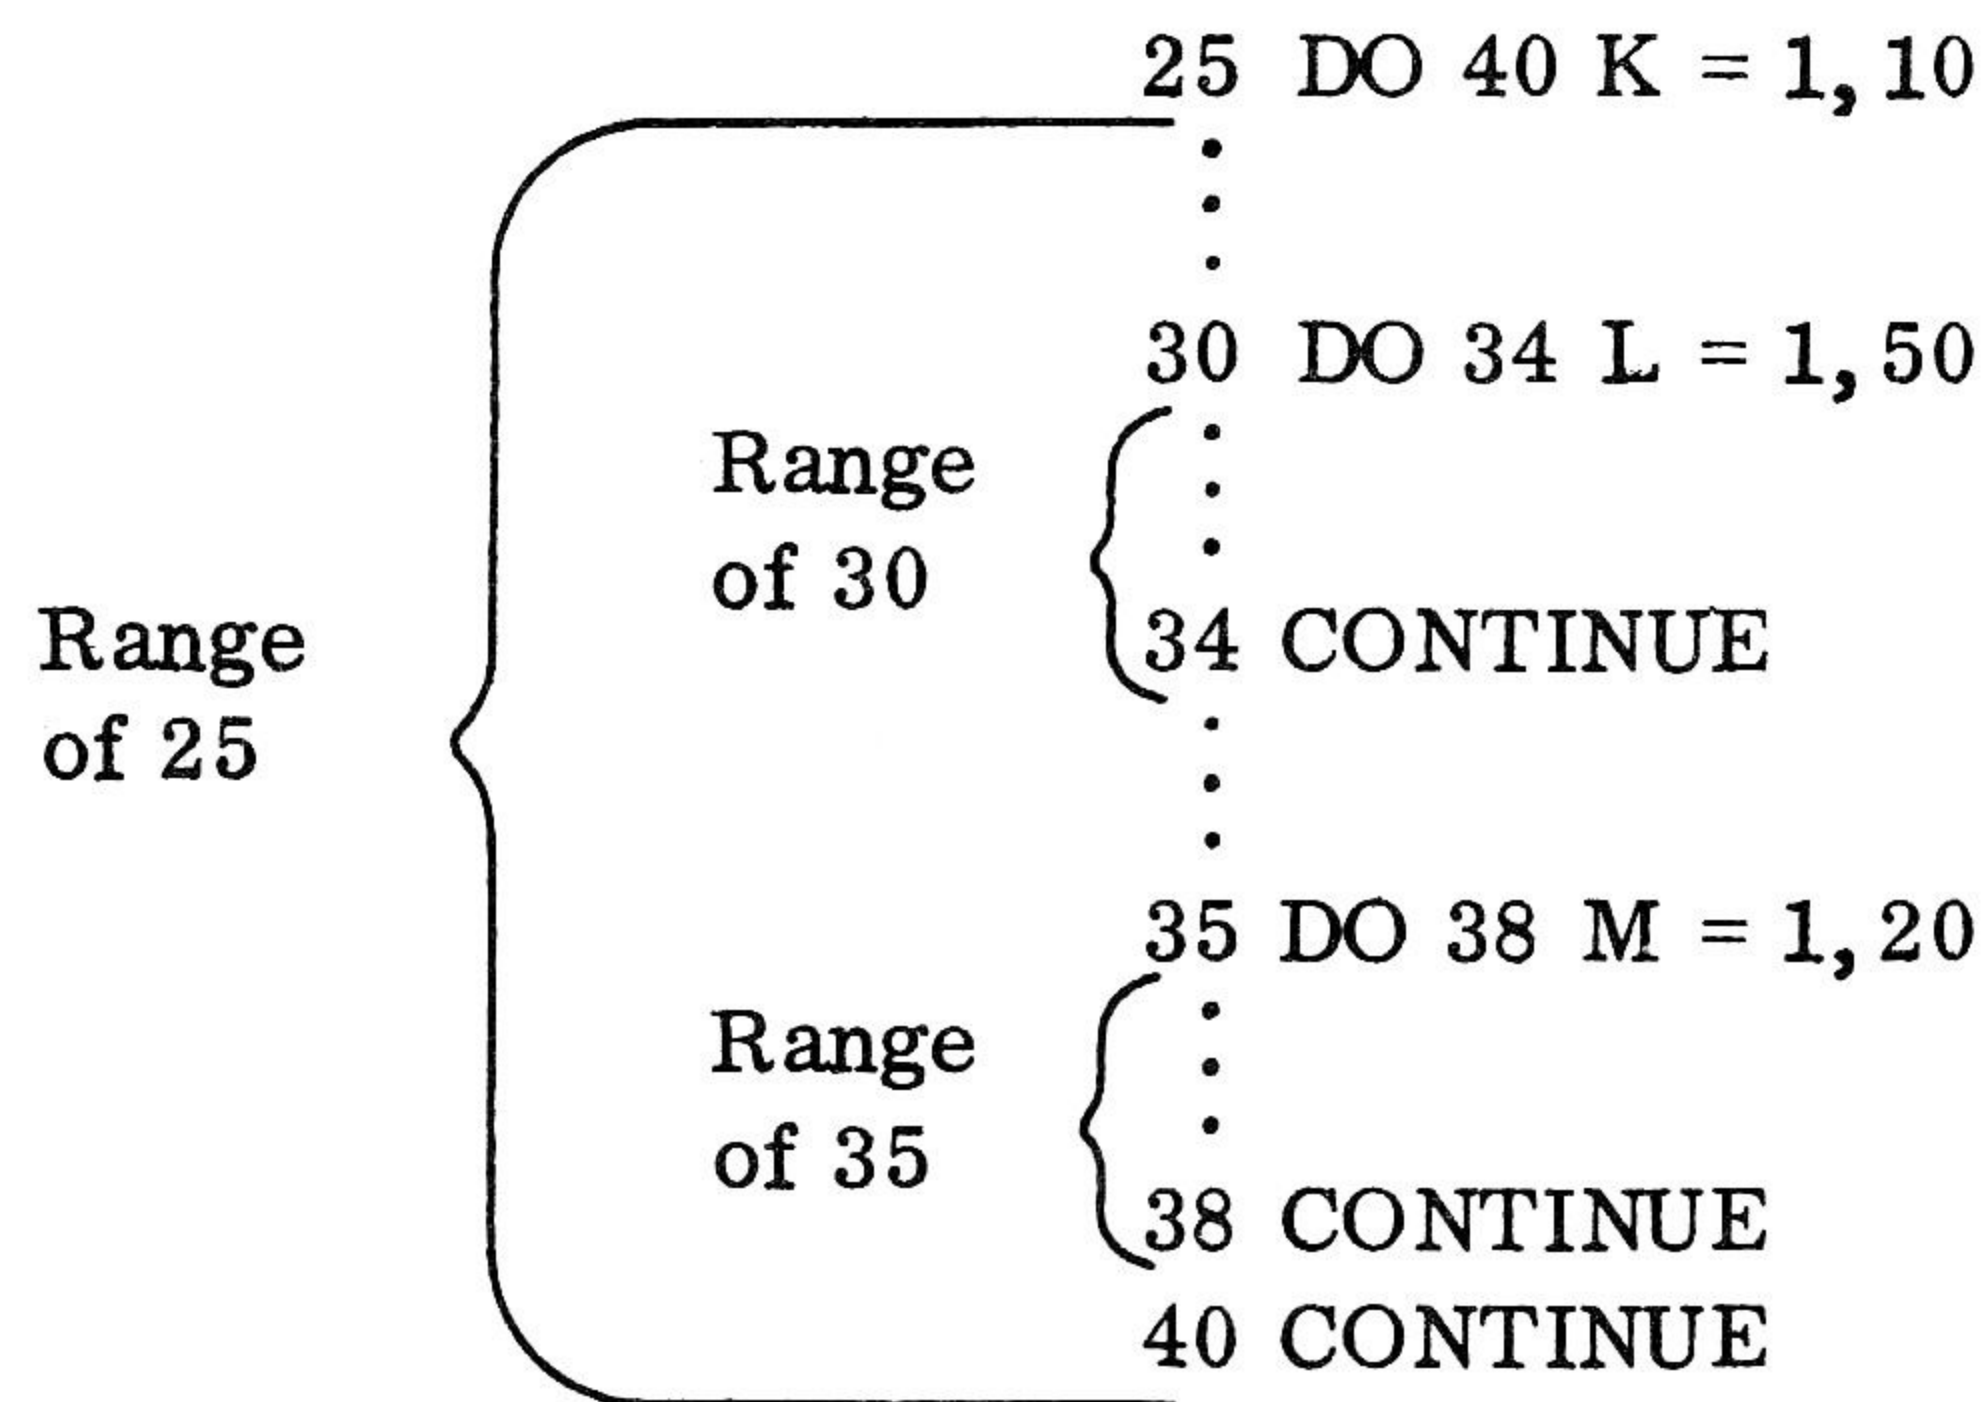 25 DO 40 K = 1, 10
.
.
.
30 DO 34 L = 1, 50
Range
of 30
.
.
.
34 CONTINUE
Range
of 25
.
.
.
35 DO 38 M = 1, 20
Range
of 35
.
.
.
38 CONTINUE
40 CONTINUE